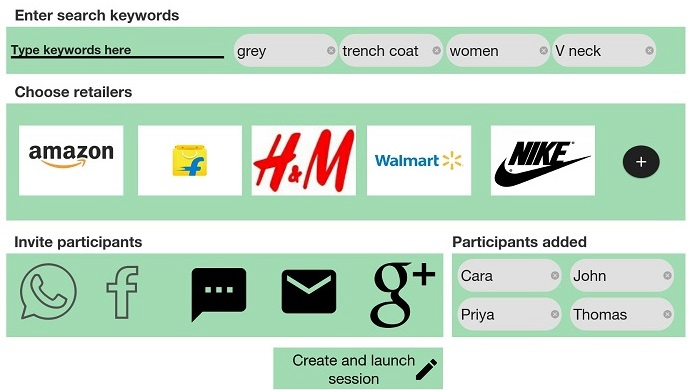 Enter search keywords
Type keywords here grey trench coat women V neck
Choose retailers
amazon f H&M Walmart NIKE +
Invite participants Participants added
f g+ Cara John
Priya Thomas
Create and launch
session